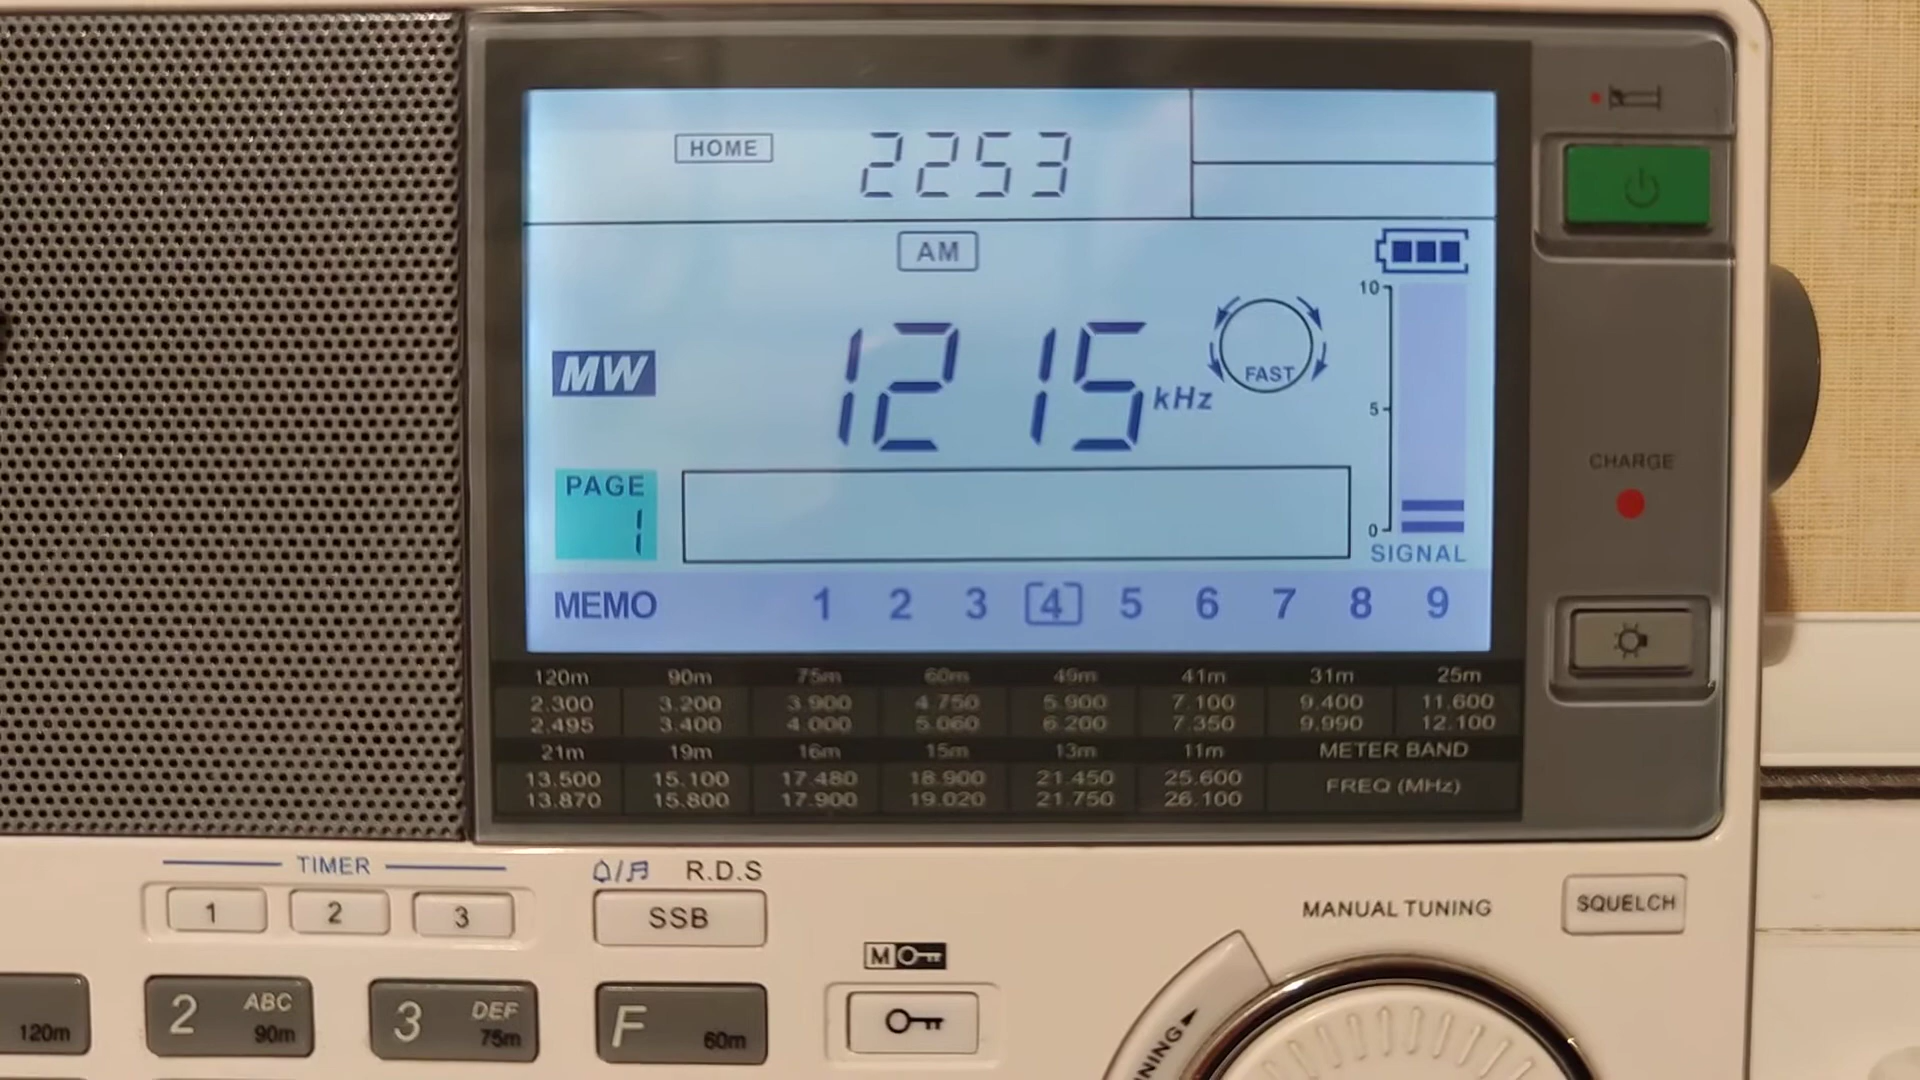 HOME 2253
AM
10
MW 1215 kHz FAST
5
PAGE
1
0
SIGNAL
MEMO 1 2 3 4 5 6 7 8 9
120m 90m 75m 60m 49m 41m 31m 25m
2.300 3.200 3.900 4.750 5.900 7.100 9.400 11.600
2.495 3.400 4.000 5.060 6.200 7.350 9.990 12.100
21m 19m 16m 15m 13m 11m METER BAND
13.500 15.100 17.480 18.900 21.450 25.600 FREQ (MHz)
13.870 15.800 17.900 19.020 21.750 26.100
CHARGE
TIMER
1 2 3
R.D.S
SSB
MANUAL TUNING
SQUELCH
M
120m
2 ABC 90m
3 DEF 75m
F 60m